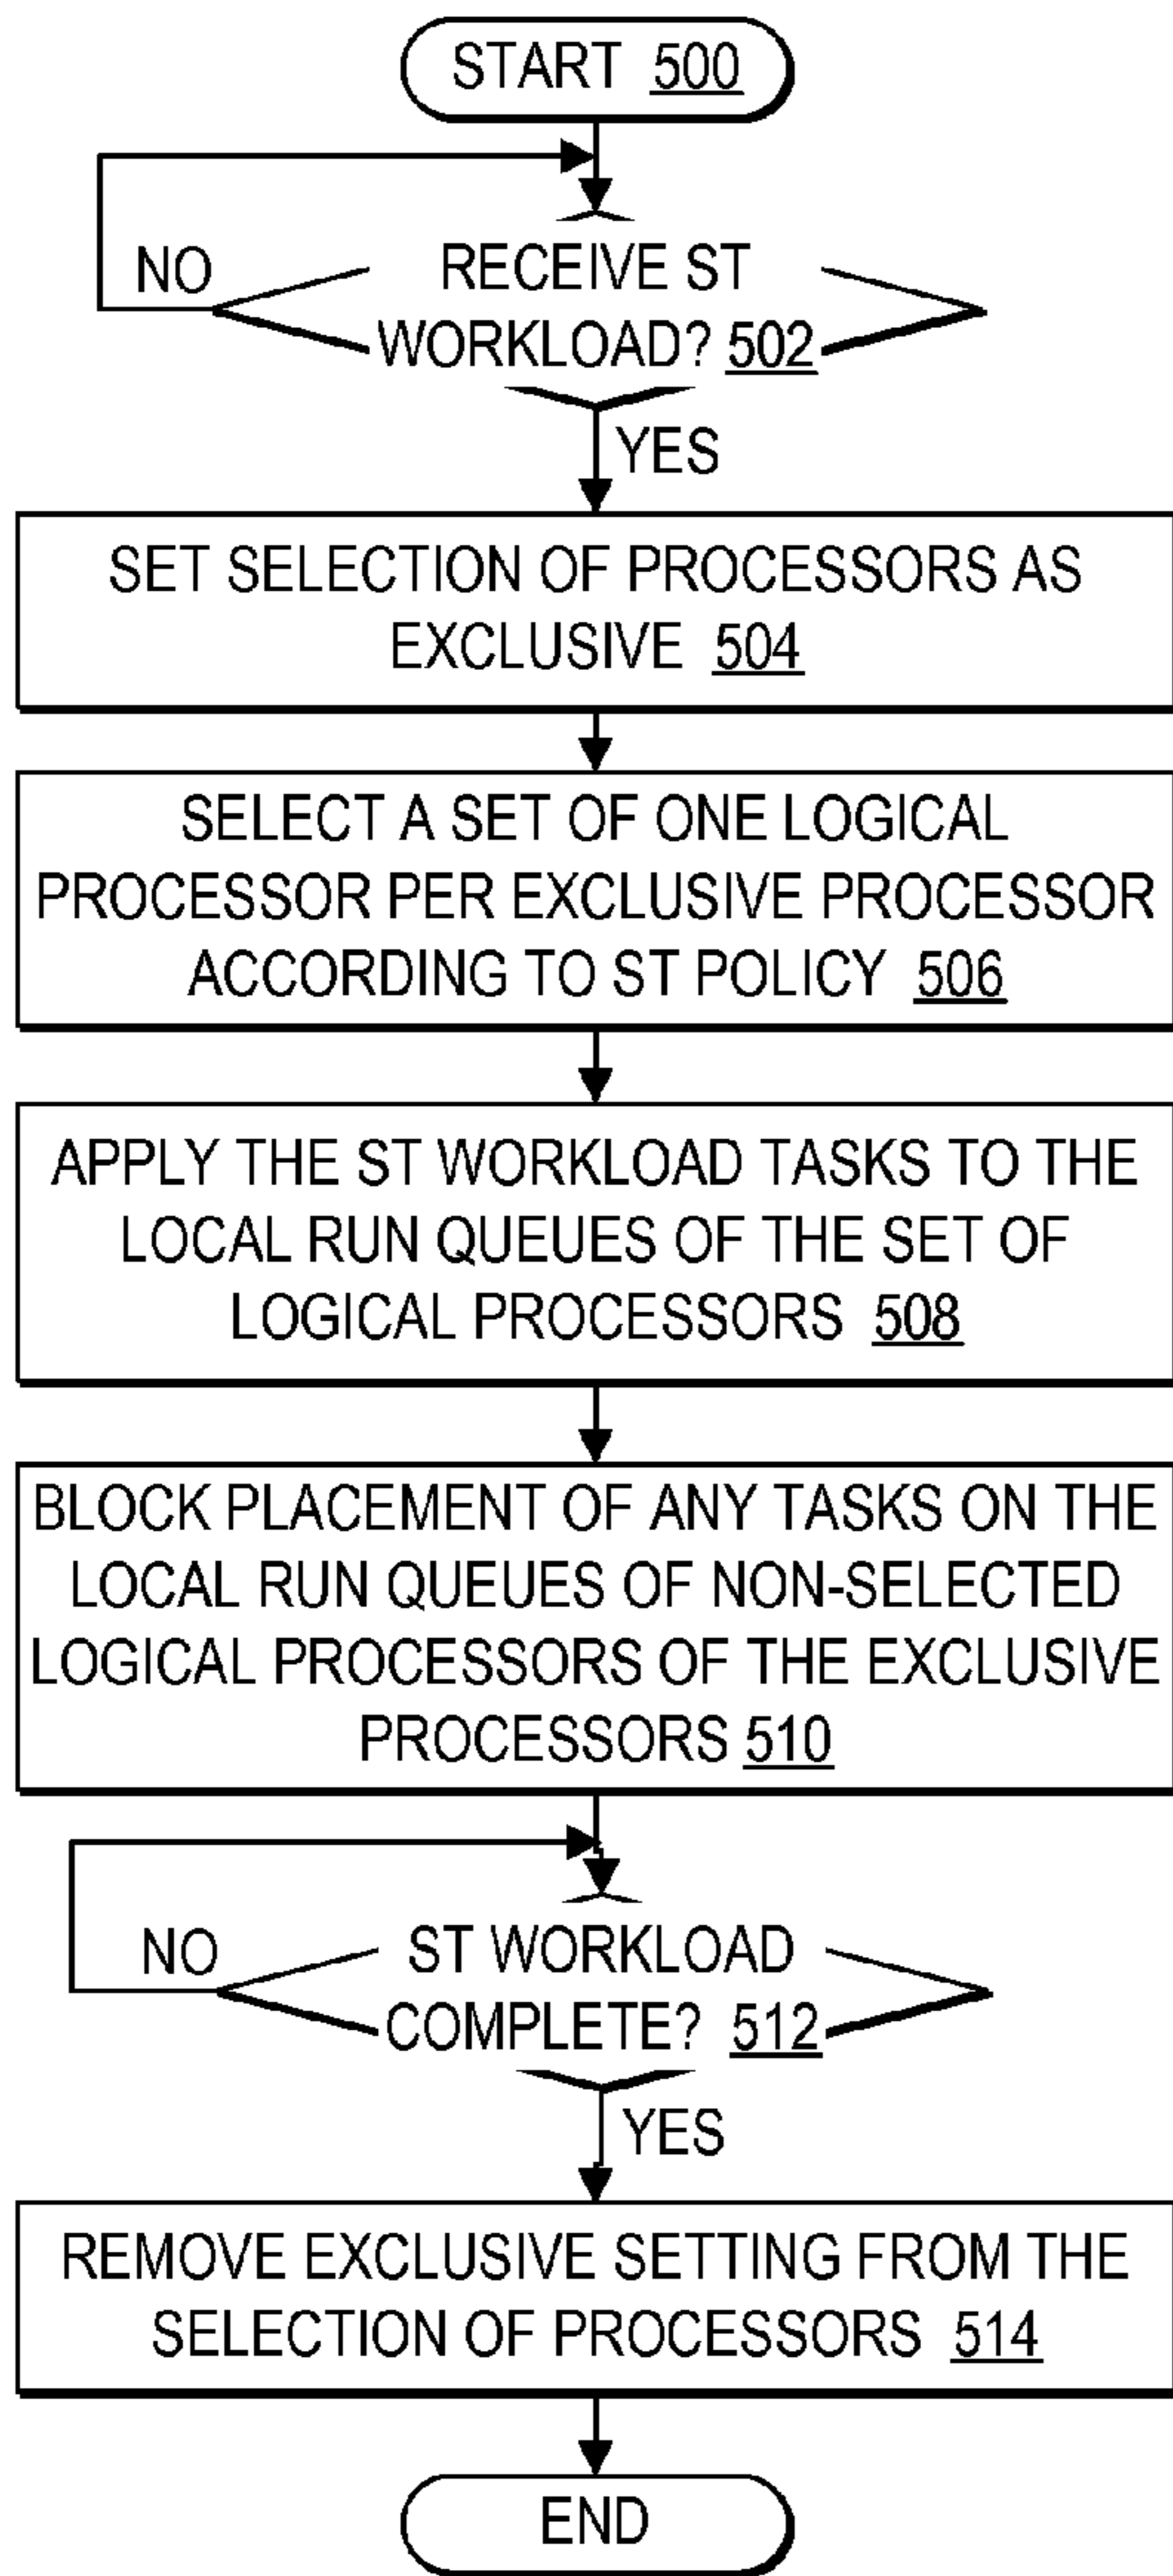 START 500
RECEIVE ST
NO
WORKLOAD? 502
YES
SET SELECTION OF PROCESSORS AS
EXCLUSIVE 504
SELECT A SET OF ONE LOGICAL
PROCESSOR PER EXCLUSIVE PROCESSOR
ACCORDING TO ST POLICY 506
APPLY THE ST WORKLOAD TASKS TO THE
LOCAL RUN QUEUES OF THE SET OF
LOGICAL PROCESSORS 508
BLOCK PLACEMENT OF ANY TASKS ON THE
LOCAL RUN QUEUES OF NON-SELECTED
LOGICAL PROCESSORS OF THE EXCLUSIVE
PROCESSORS 510
ST WORKLOAD
NO
COMPLETE? 512
YES
REMOVE EXCLUSIVE SETTING FROM THE
SELECTION OF PROCESSORS 514
END